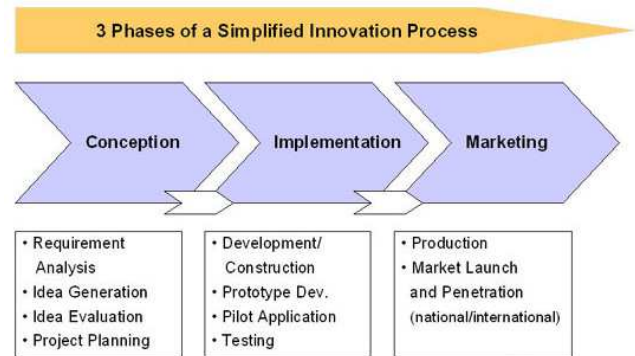 3 Phases of a Simplified Innovation Process
Conception
Implementation
Marketing
• Requirement
Analysis
• Idea Generation
• Idea Evaluation
• Project Planning
• Development/
Construction
• Prototype Dev.
• Pilot Application
• Testing
• Production
• Market Launch
and Penetration
(national/international)